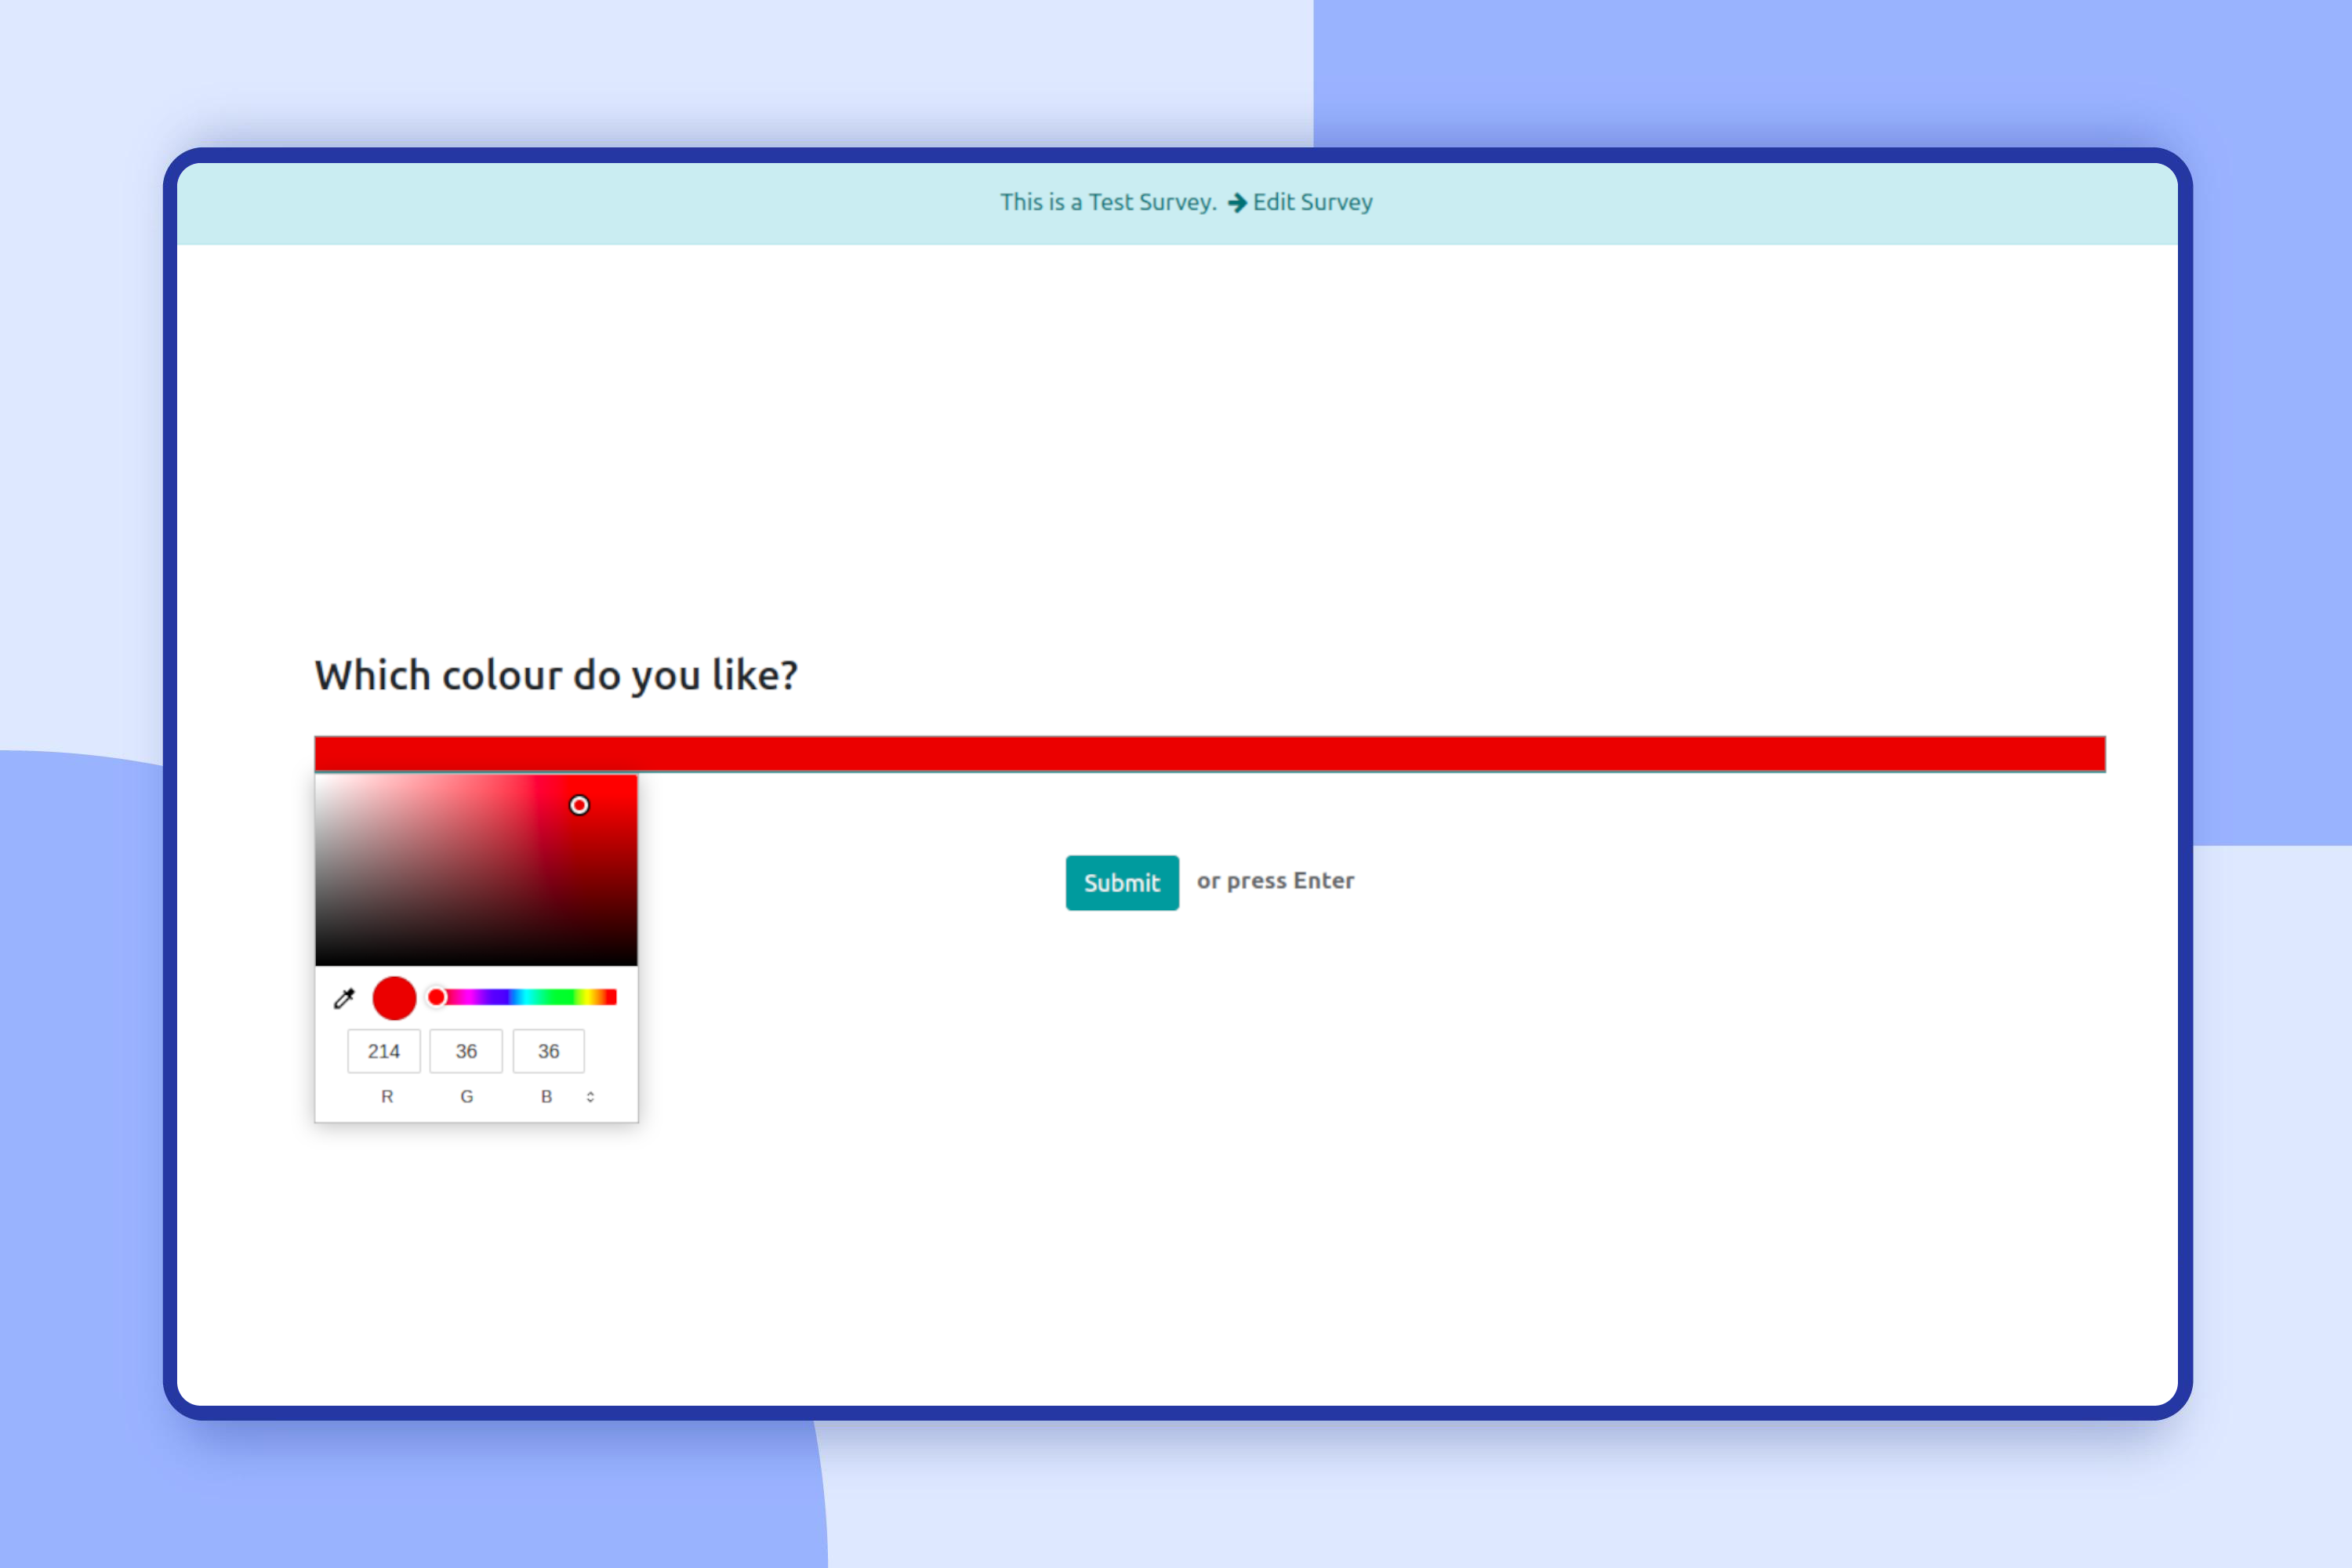 This is a Test Survey. Edit Survey
Which colour do you like?
Submit or press Enter
214 36 36
R G B